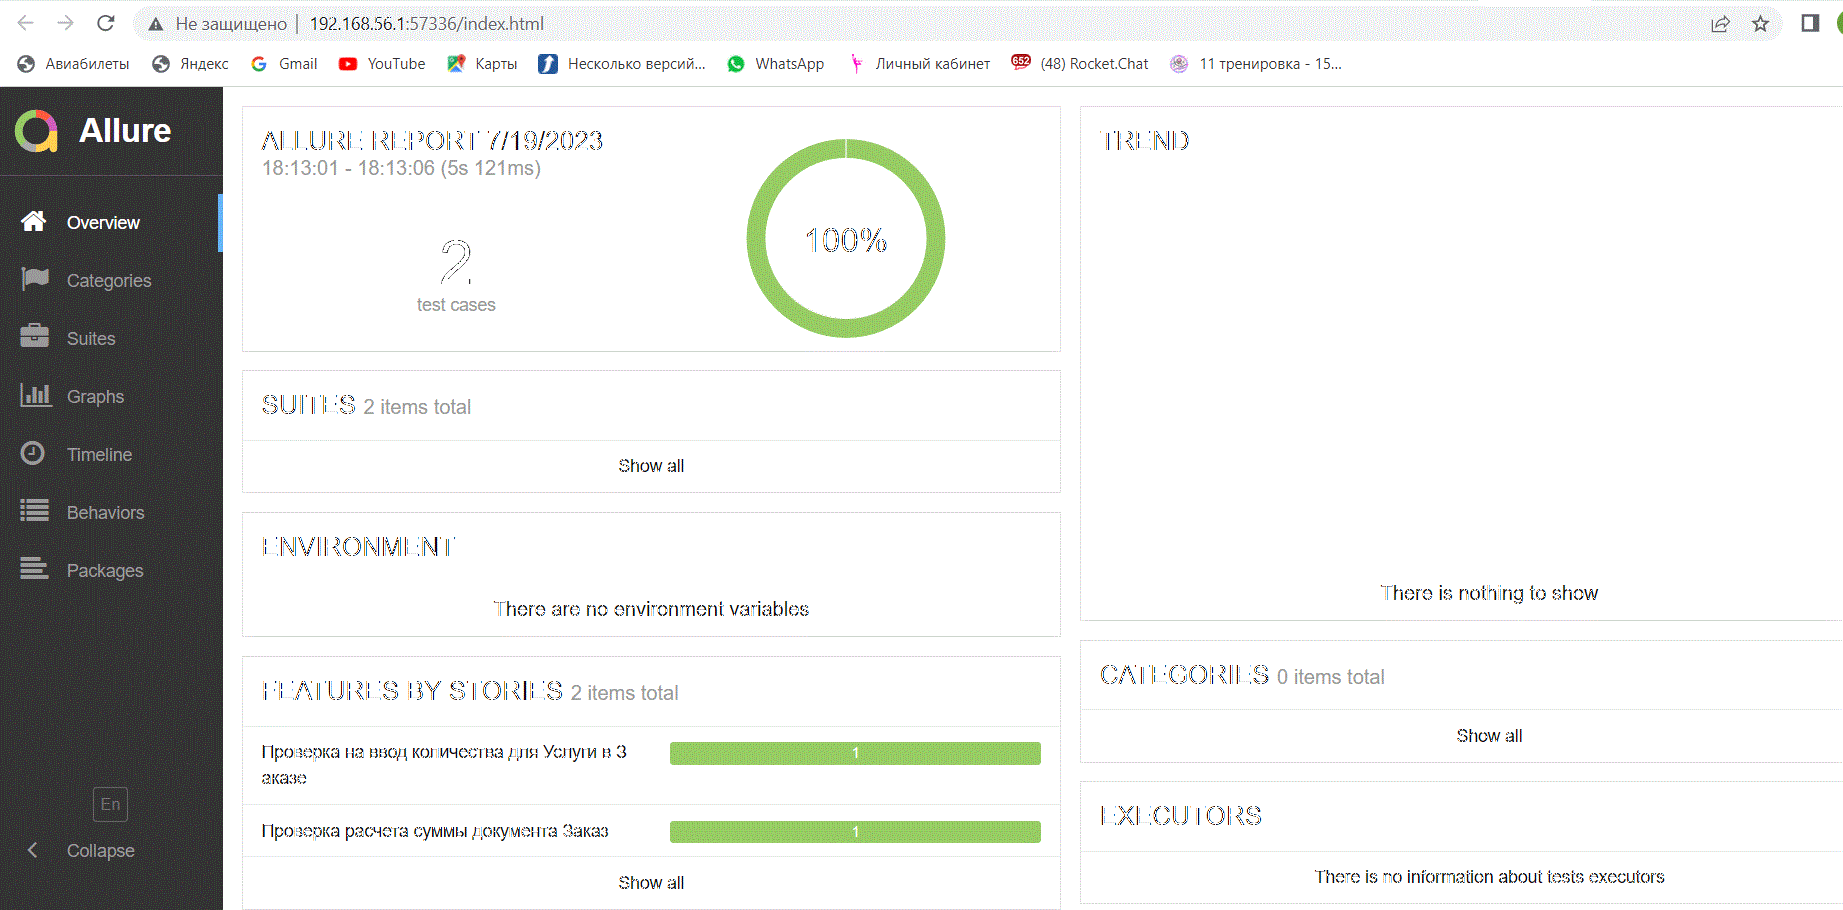 Не защищено | 192.168.56.1:57336/index.html
Авиабилеты Яндекс Gmail YouTube Карты Несколько версий... WhatsApp Личный кабинет 652 (48) Rocket.Chat 11 тренировка - 15...
Allure
Overview
Categories
Suites
Graphs
Timeline
Behaviors
Packages
En
Collapse
ALLURE REPORT 7/19/2023
18:13:01 - 18:13:06 (5s 121ms)
2
test cases
100%
SUITES 2 items total
Show all
ENVIRONMENT
There are no environment variables
FEATURES BY STORIES 2 items total
Проверка на ввод количества для Услуги в З
аказе
1
Проверка расчета суммы документа Заказ
1
Show all
TREND
There is nothing to show
CATEGORIES 0 items total
Show all
EXECUTORS
There is no information about tests executors